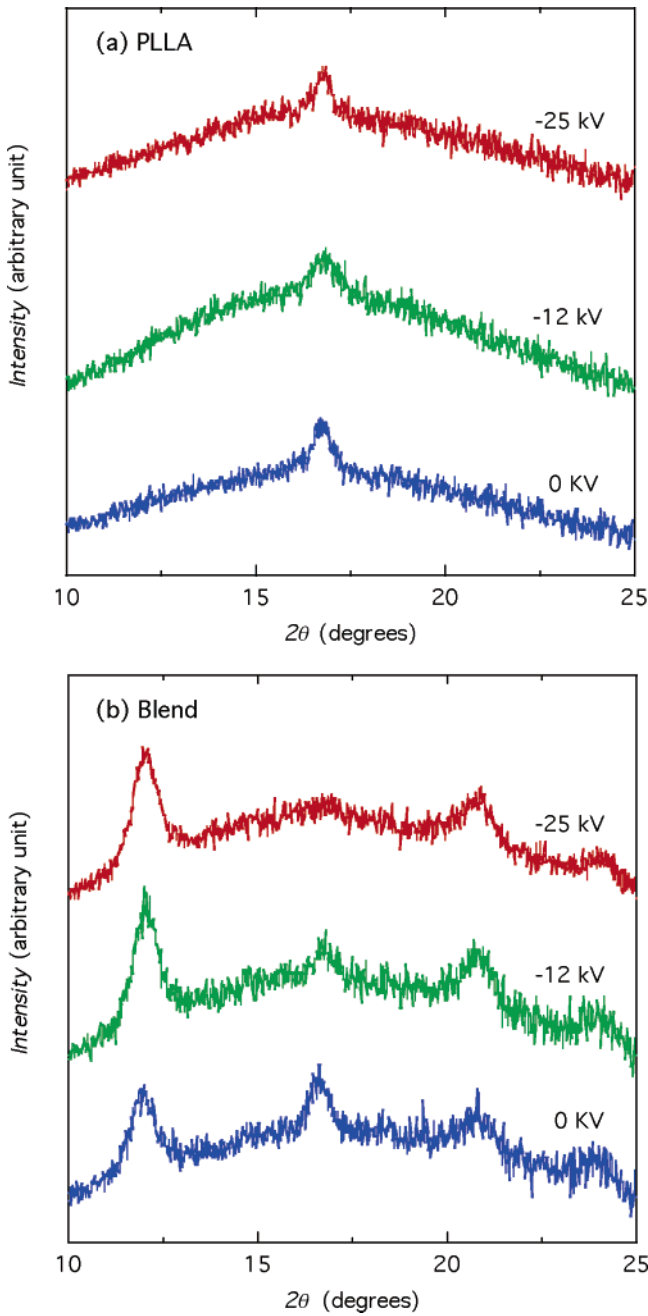 (a) PLLA
-25 kV
-12 kV
0 KV
Intensity (arbitrary unit)
10 15 20 25
2θ (degrees)
(b) Blend
-25 kV
-12 kV
0 KV
Intensity (arbitrary unit)
10 15 20 25
2θ (degrees)